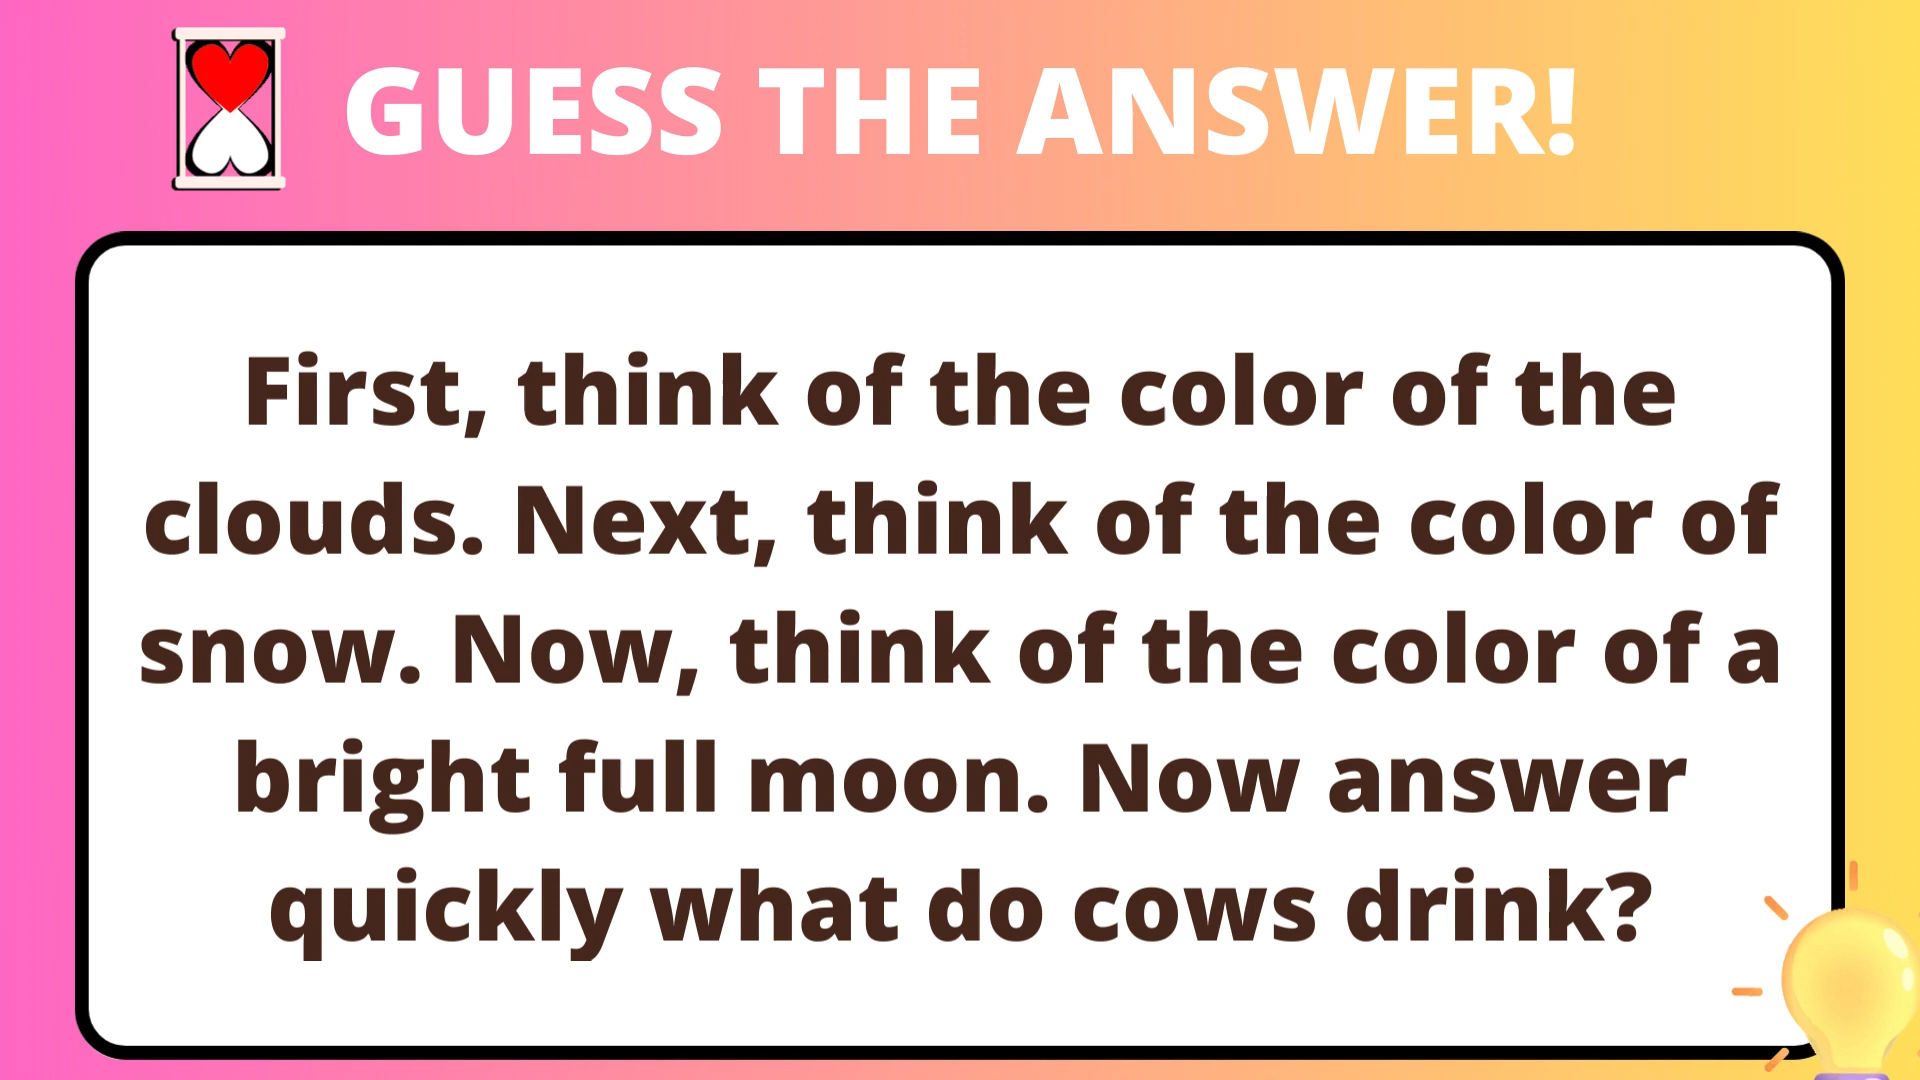 GUESS THE ANSWER!
First, think of the color of the
clouds. Next, think of the color of
snow. Now, think of the color of a
bright full moon. Now answer
quickly what do cows drink?